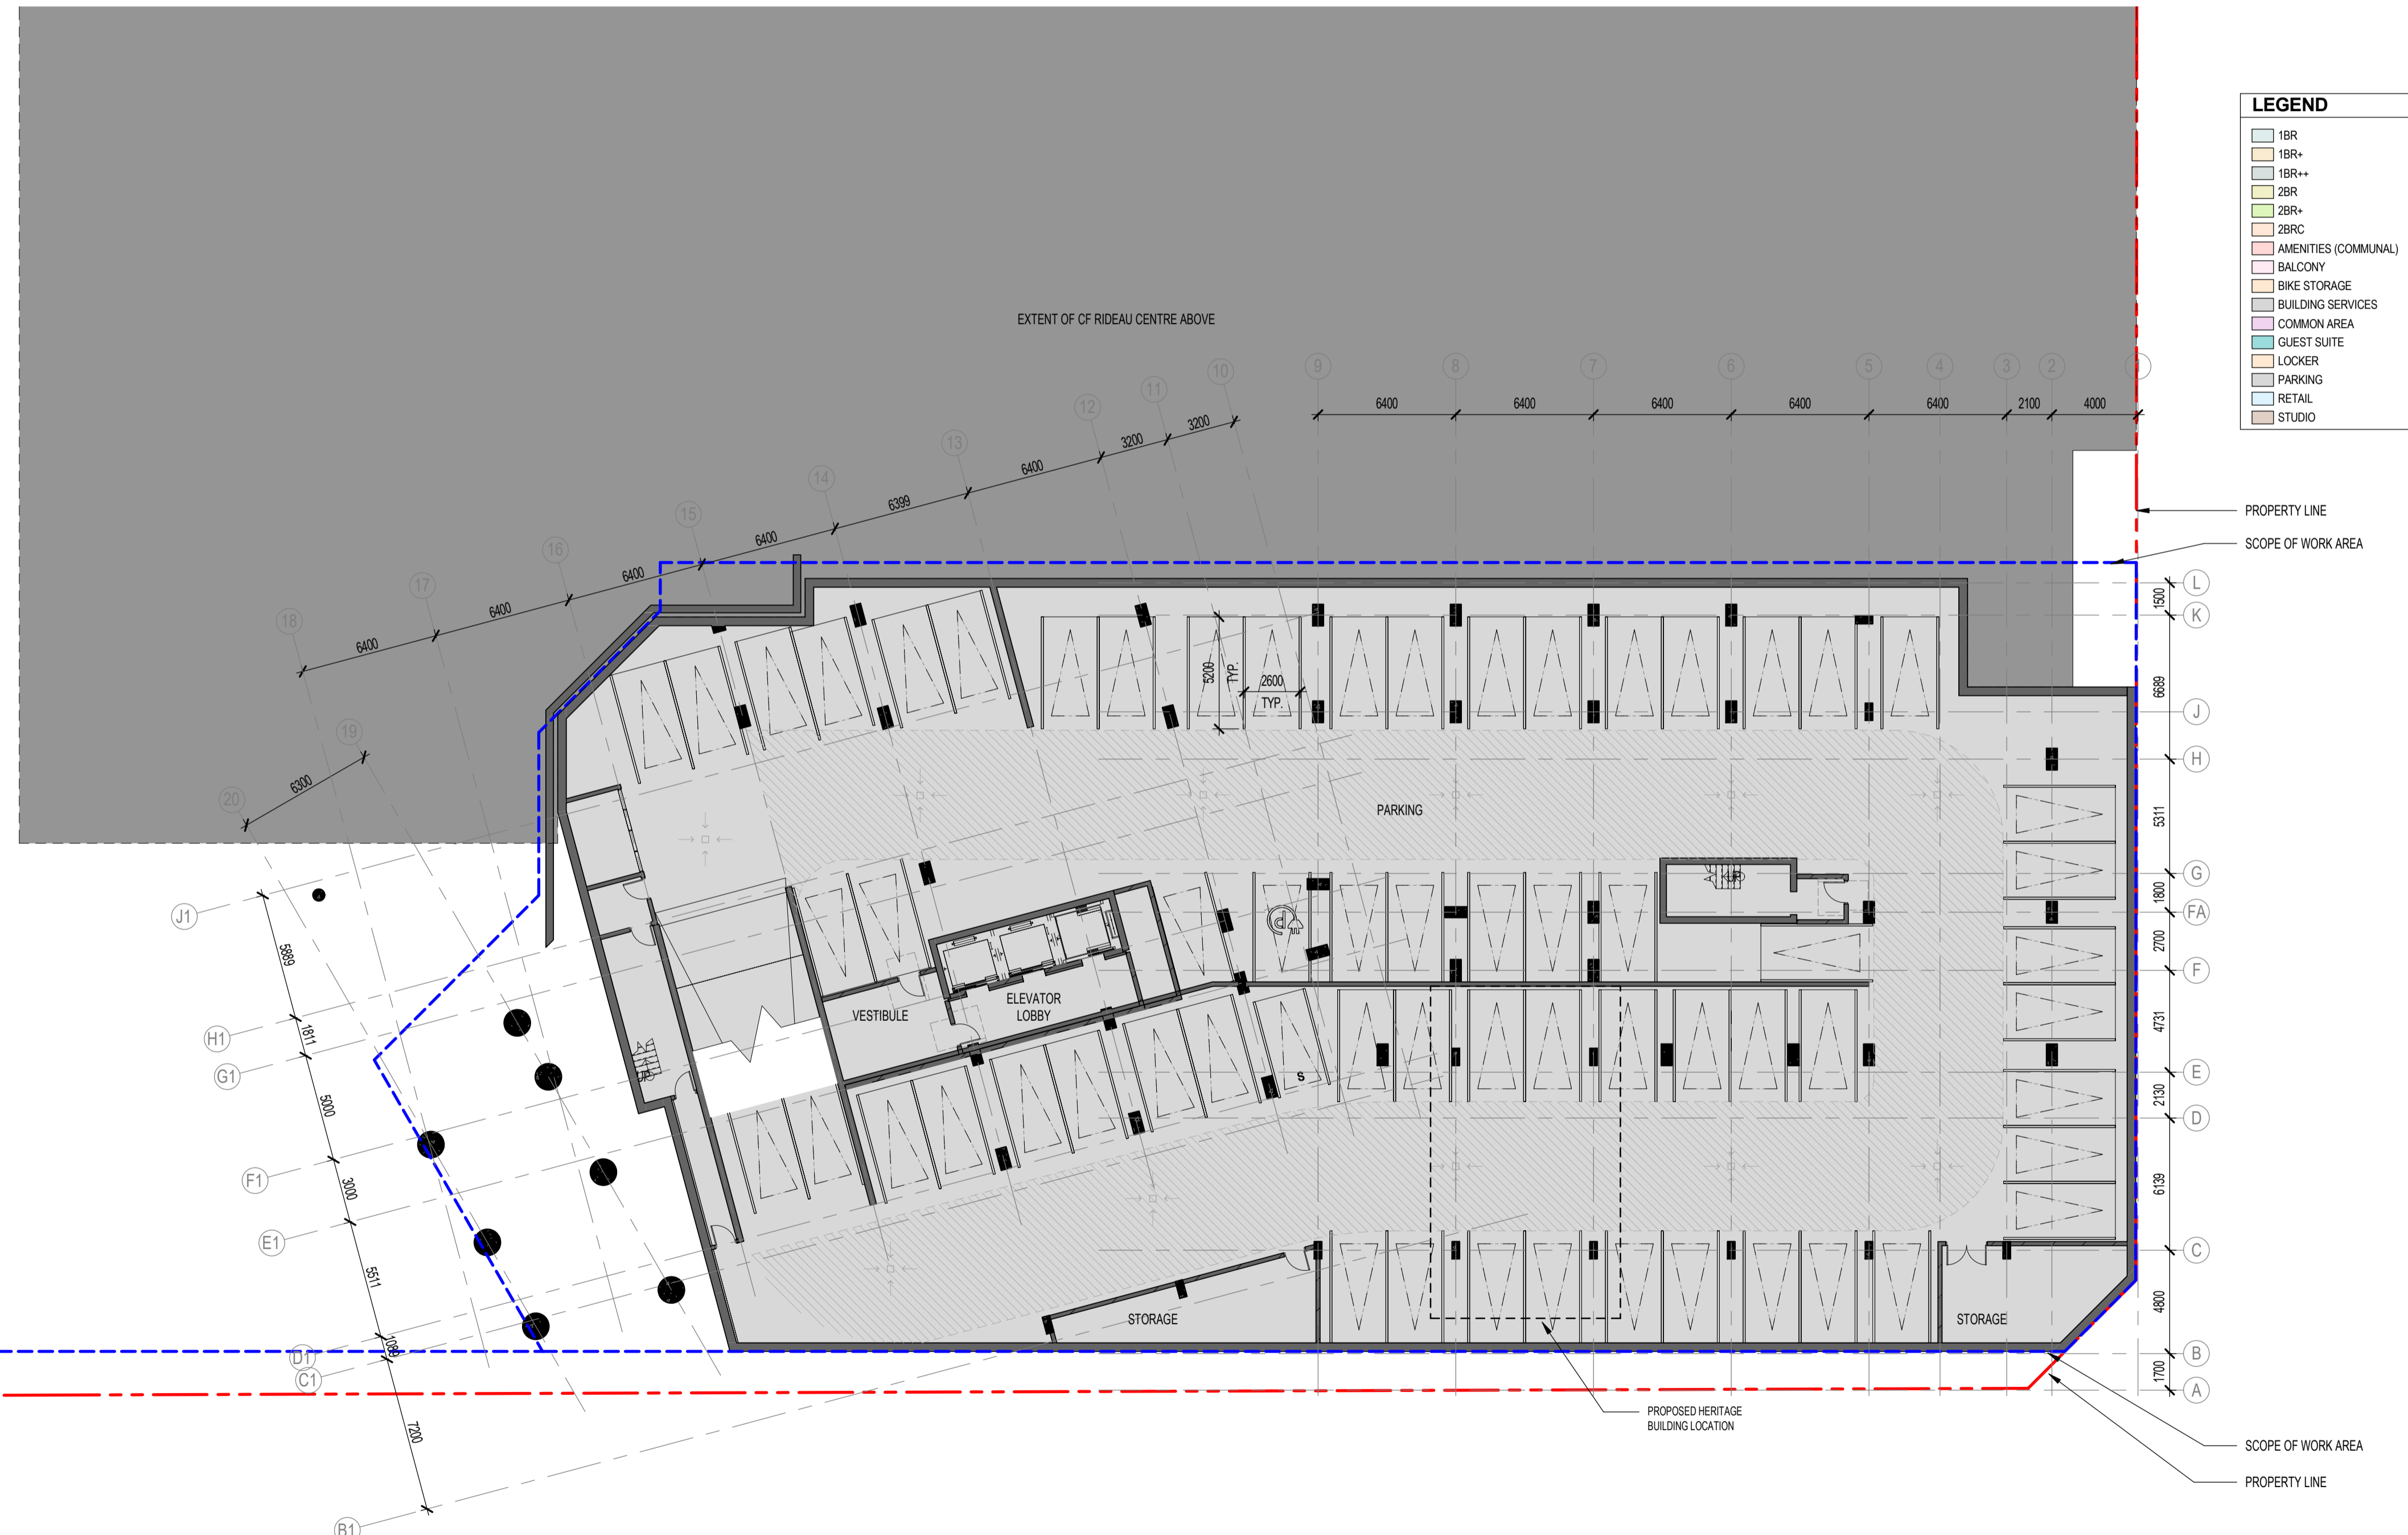 LEGEND
1BR
1BR+
1BR++
2BR
2BR+
2BRC
AMENITIES (COMMUNAL)
BALCONY
BIKE STORAGE
BUILDING SERVICES
COMMON AREA
GUEST SUITE
LOCKER
PARKING
RETAIL
STUDIO
EXTENT OF CF RIDEAU CENTRE ABOVE
20
19
18
17
16
15
14
13
12
11
10
9
8
7
6
5
4
3
2
6300
6400
6400
6400
6400
6399
6400
3200
3200
6400
6400
6400
6400
6400
2100
4000
PROPERTY LINE
SCOPE OF WORK AREA
L
K
J
H
G
FA
F
E
D
C
B
A
1500
6689
5311
1800
2700
4731
2130
6139
4800
1700
5200
TYP.
2600
TYP.
PARKING
UP
VESTIBULE
ELEVATOR
LOBBY
UP
S
STORAGE
STORAGE
J1
H1
G1
F1
E1
D1
C1
B1
5889
1811
5000
3000
5511
1089
7200
PROPOSED HERITAGE
BUILDING LOCATION
SCOPE OF WORK AREA
PROPERTY LINE